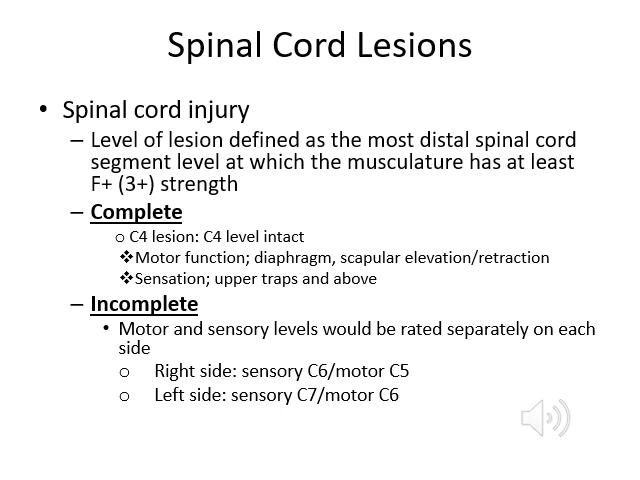 Spinal Cord Lesions
• Spinal cord injury
– Level of lesion defined as the most distal spinal cord
segment level at which the musculature has at least
F+ (3+) strength
– Complete
o C4 lesion: C4 level intact
❖Motor function; diaphragm, scapular elevation/retraction
❖Sensation; upper traps and above
– Incomplete
• Motor and sensory levels would be rated separately on each
side
o Right side: sensory C6/motor C5
o Left side: sensory C7/motor C6